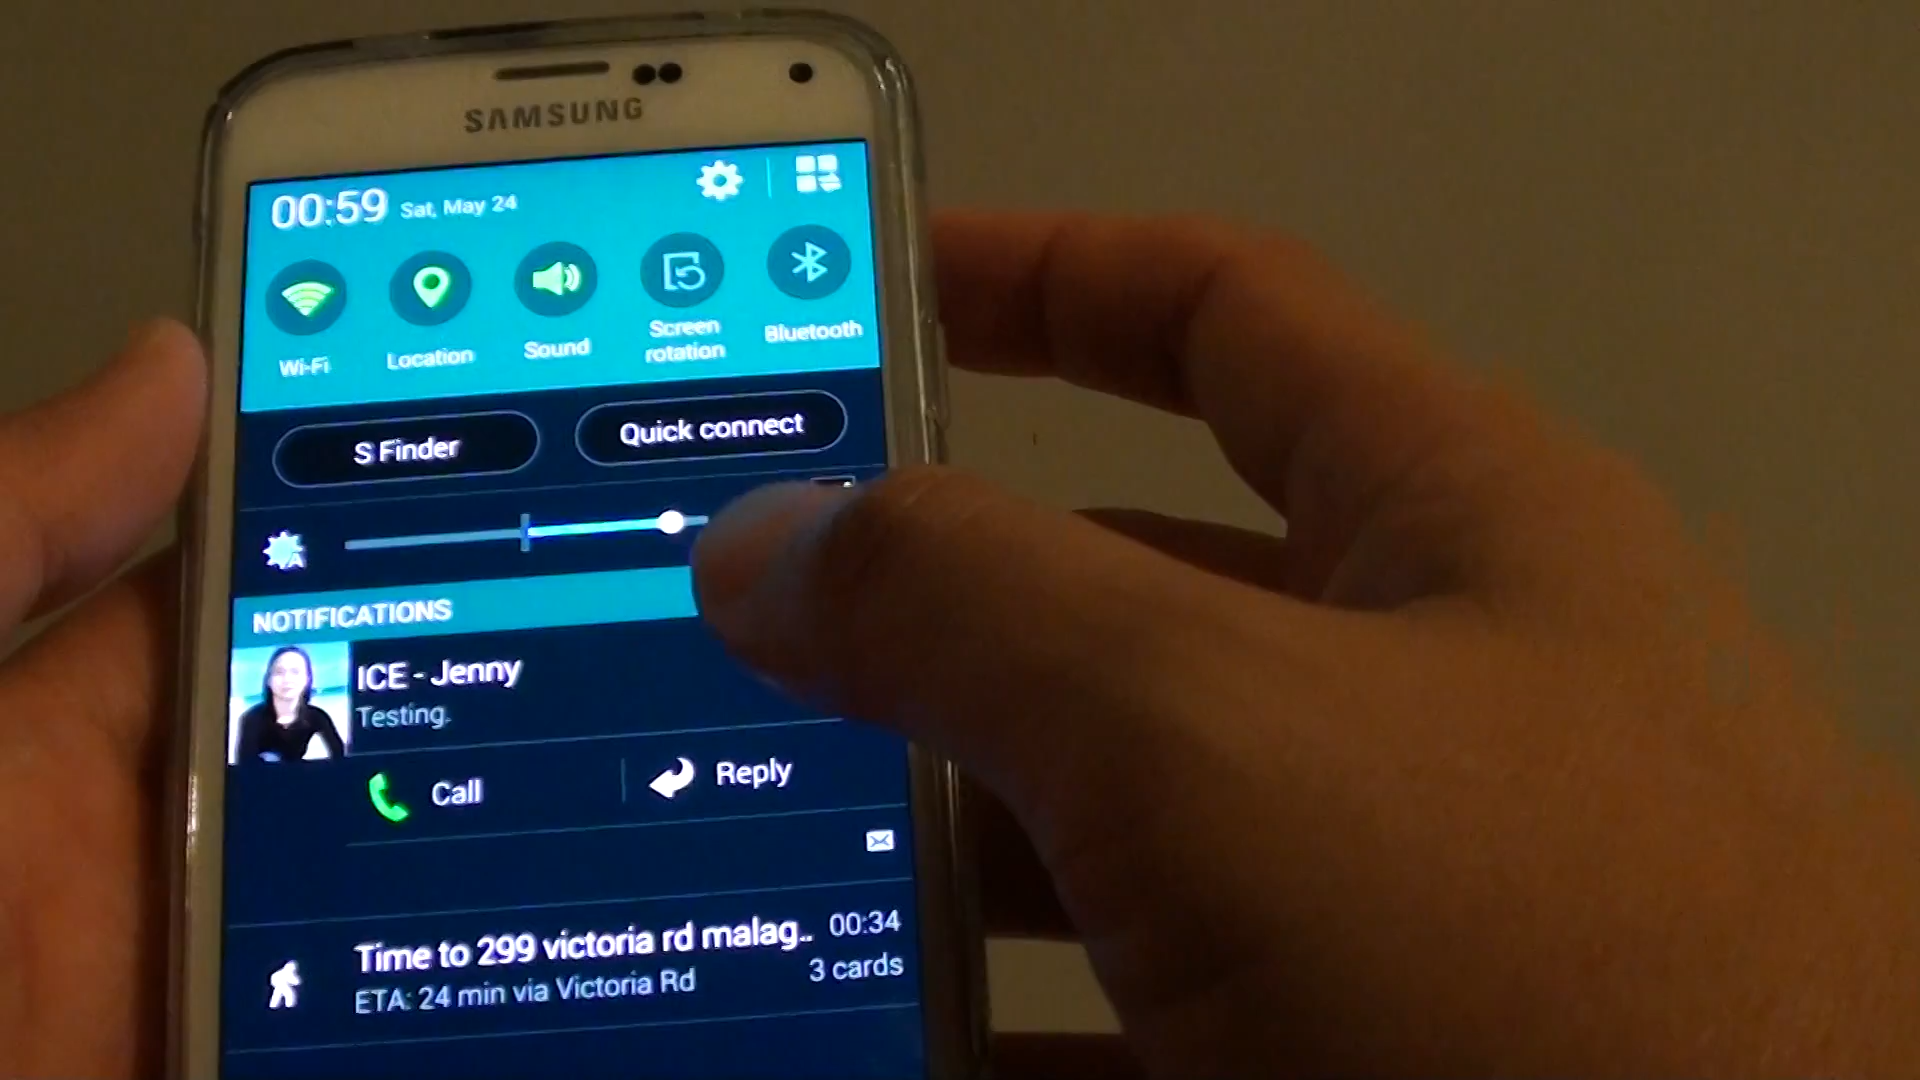 SAMSUNG
00:59 Sat, May 24
Wi-Fi
Location
Sound
Screen rotation
Bluetooth
S Finder
Quick connect
A
NOTIFICATIONS
ICE - Jenny
Testing.
Call
Reply
Time to 299 victoria rd malag.. 00:34
ETA: 24 min via Victoria Rd 3 cards